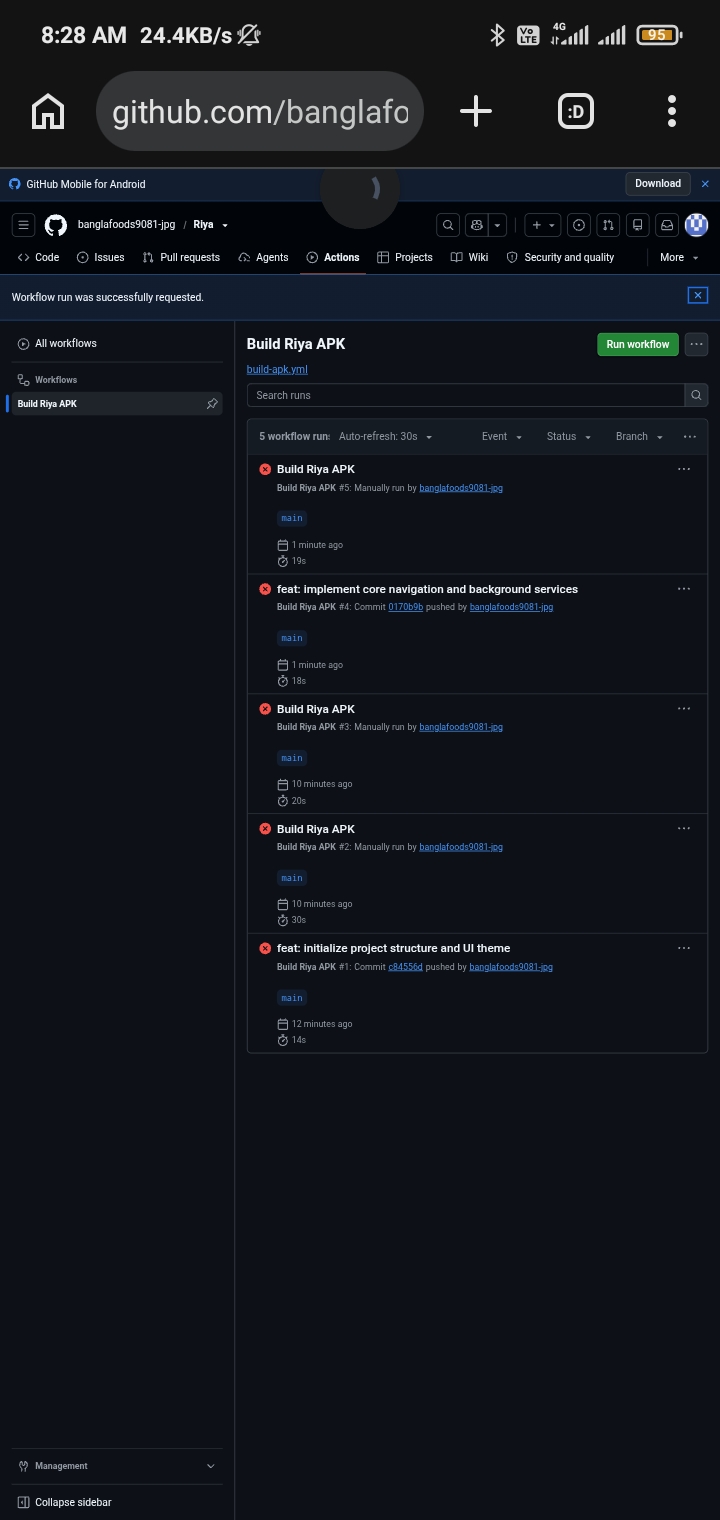 8:28 AM 24.4KB/s
Vo LTE 4G 95
github.com/banglafo
:D
GitHub Mobile for Android
Download
banglafoods9081-jpg / Riya
Code Issues Pull requests Agents Actions Projects Wiki Security and quality More
Workflow run was successfully requested.
All workflows
Workflows
Build Riya APK
Build Riya APK
Run workflow
build-apk.yml
Search runs
5 workflow run: Auto-refresh: 30s Event Status Branch
Build Riya APK
Build Riya APK #5: Manually run by banglafoods9081-jpg
main
1 minute ago
19s
feat: implement core navigation and background services
Build Riya APK #4: Commit 0170b9b pushed by banglafoods9081-jpg
main
1 minute ago
18s
Build Riya APK
Build Riya APK #3: Manually run by banglafoods9081-jpg
main
10 minutes ago
20s
Build Riya APK
Build Riya APK #2: Manually run by banglafoods9081-jpg
main
10 minutes ago
30s
feat: initialize project structure and UI theme
Build Riya APK #1: Commit c84556d pushed by banglafoods9081-jpg
main
12 minutes ago
14s
Management
Collapse sidebar